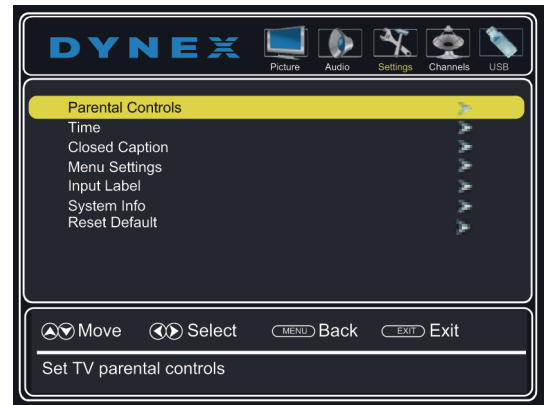 DYNEX
Picture Audio Settings Channels USB
Parental Controls
Time
Closed Caption
Menu Settings
Input Label
System Info
Reset Default
Move Select MENU Back EXIT Exit
Set TV parental controls